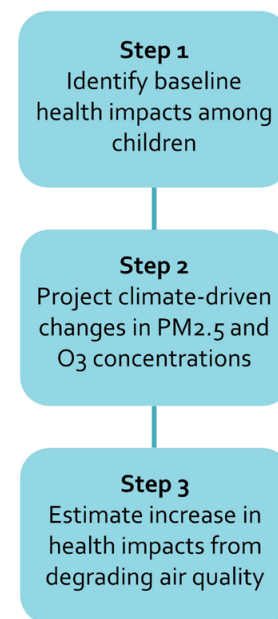 Step 1
Identify baseline
health impacts among
children
Step 2
Project climate-driven
changes in PM2.5 and
O3 concentrations
Step 3
Estimate increase in
health impacts from
degrading air quality